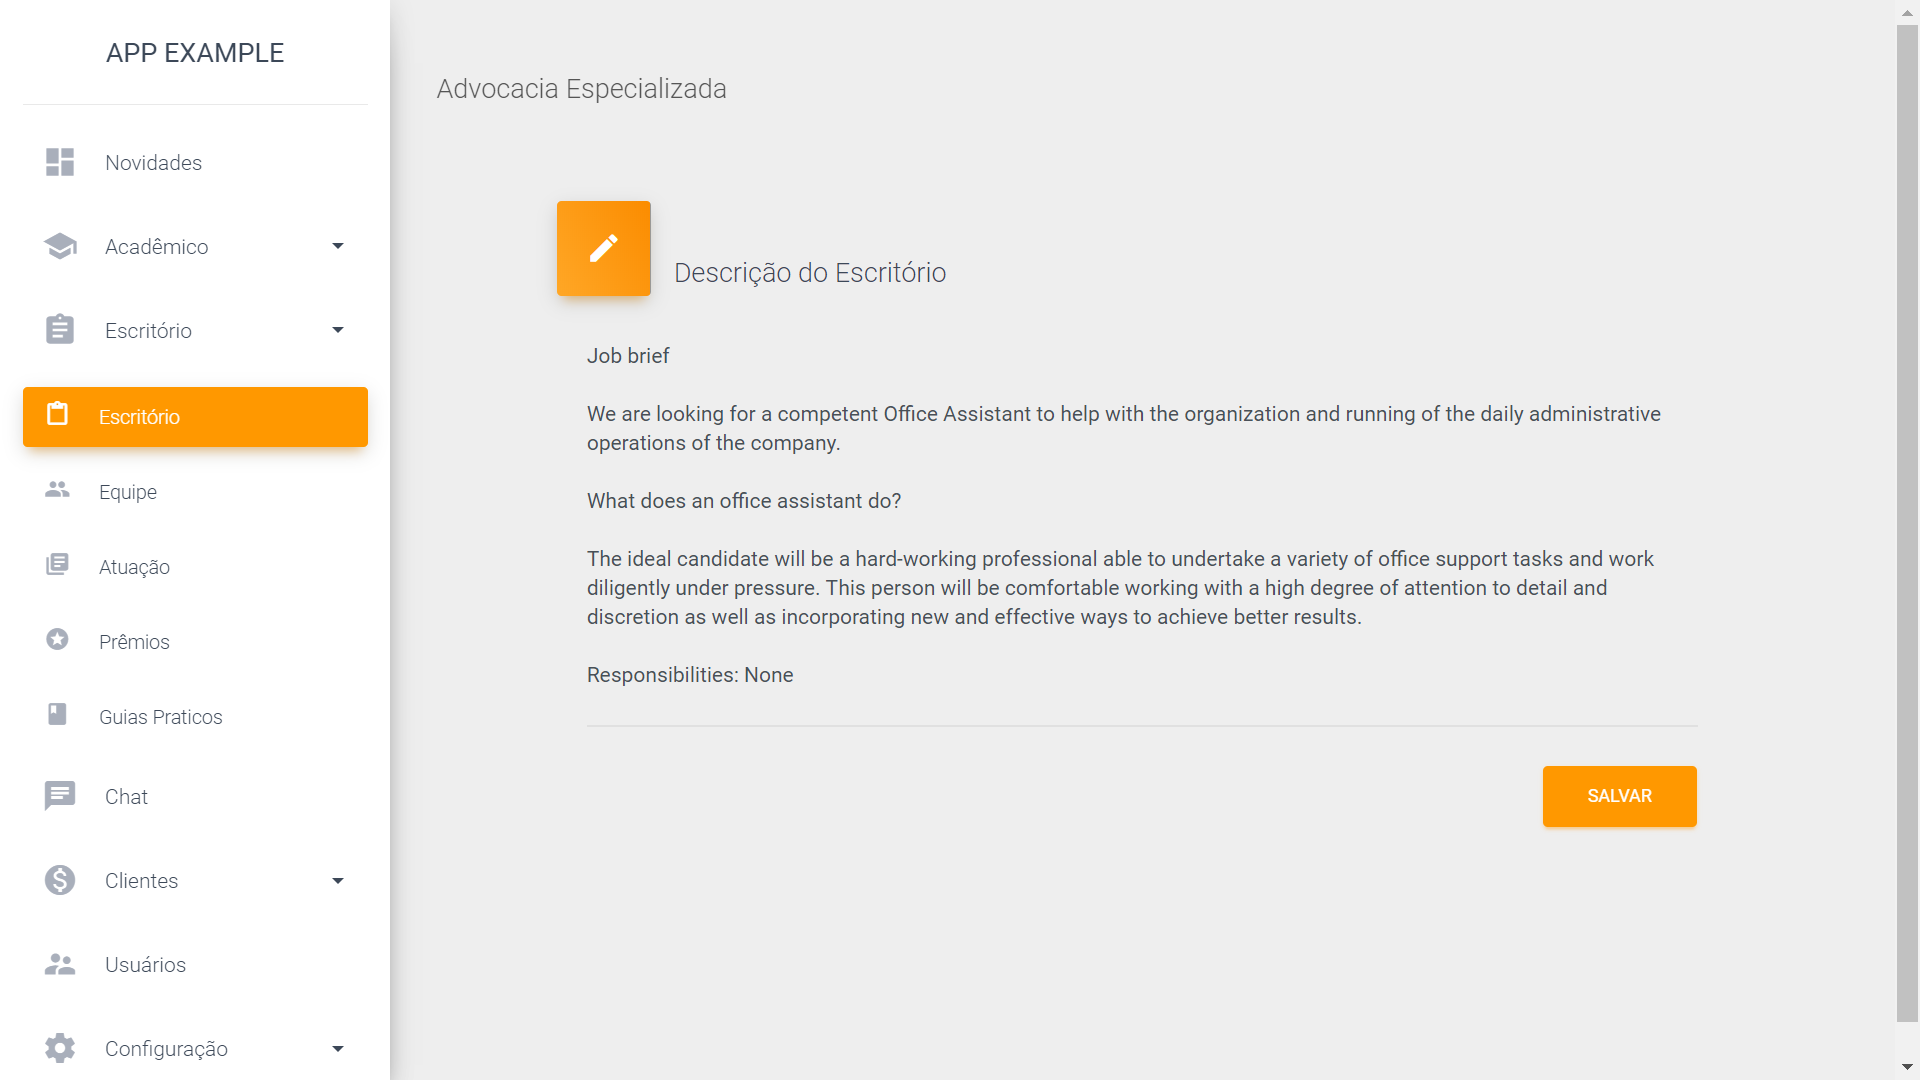 APP EXAMPLE
Novidades
Acadêmico
Escritório
Escritório
Equipe
Atuação
Prêmios
Guias Praticos
Chat
Clientes
Usuários
Configuração
Advocacia Especializada
Descrição do Escritório
Job brief
We are looking for a competent Office Assistant to help with the organization and running of the daily administrative
operations of the company.
What does an office assistant do?
The ideal candidate will be a hard-working professional able to undertake a variety of office support tasks and work
diligently under pressure. This person will be comfortable working with a high degree of attention to detail and
discretion as well as incorporating new and effective ways to achieve better results.
Responsibilities: None
SALVAR